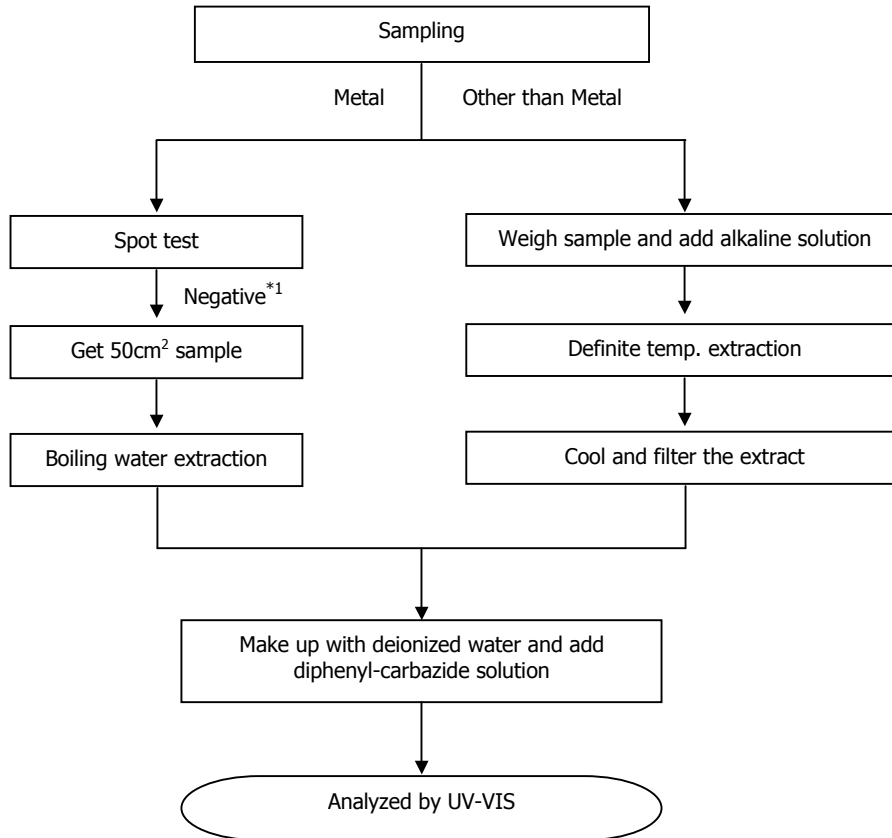 Sampling
Metal
Other than Metal
Spot test
Negative*1
Get 50cm² sample
Boiling water extraction
Weigh sample and add alkaline solution
Definite temp. extraction
Cool and filter the extract
Make up with deionized water and add
diphenyl-carbazide solution
Analyzed by UV-VIS